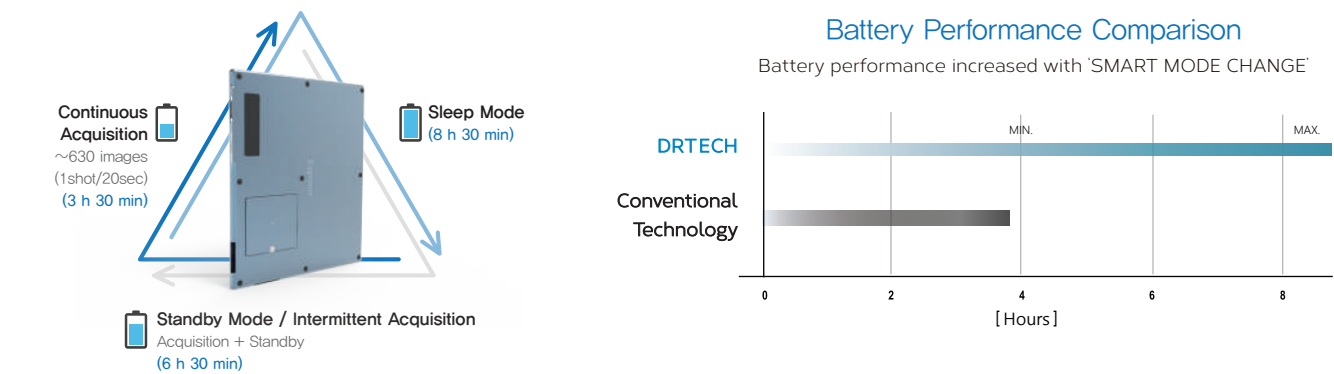 Continuous
Acquisition
~630 images
(1shot/20sec)
(3 h 30 min)
Sleep Mode
(8 h 30 min)
Standby Mode / Intermittent Acquisition
Acquisition + Standby
(6 h 30 min)
Battery Performance Comparison
Battery performance increased with 'SMART MODE CHANGE'
MIN.
MAX.
DRTECH
Conventional
Technology
0 2 4 6 8
[ Hours ]